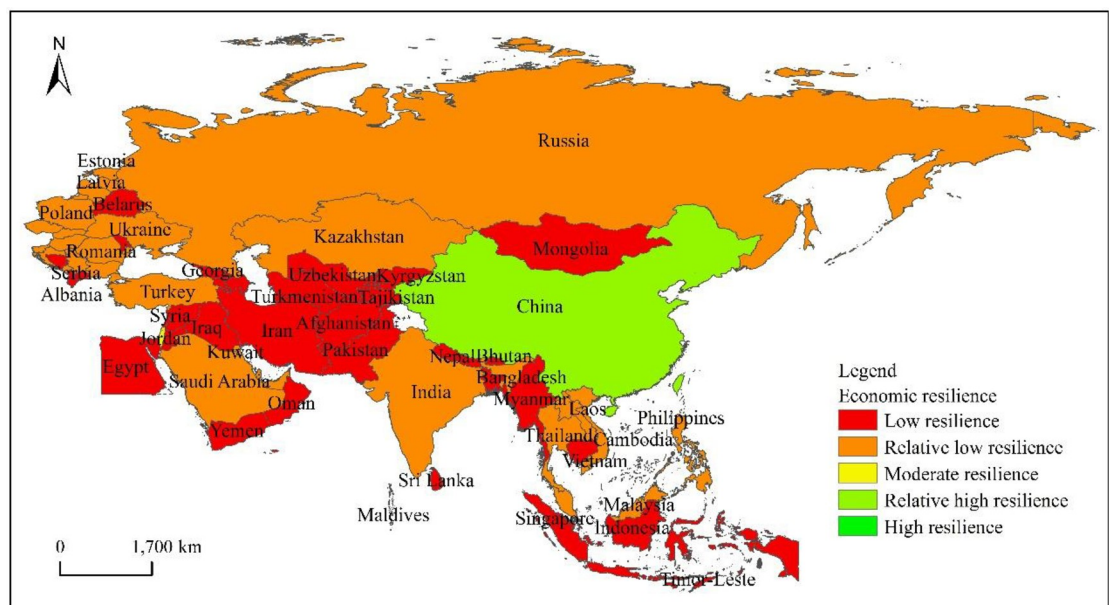 N
Russia
Estonia
Latvia
Belarus
Poland
Ukraine
Kazakhstan
Mongolia
Romania
Georgia
Uzbekistan
Kyrgyzstan
Serbia
Albania
Turkey
Turkmenistan
Tajikistan
China
Syria
Iraq
Iran
Afghanistan
Jordan
Kuwait
Pakistan
Egypt
Saudi Arabia
Nepal
Bhutan
Oman
India
Bangladesh
Myanmar
Laos
Philippines
Yemen
Thailand
Cambodia
Vietnam
Sri Lanka
Maldives
Malaysia
Singapore
Indonesia
Timor-Leste
0 1,700 km
Legend
Economic resilience
Low resilience
Relative low resilience
Moderate resilience
Relative high resilience
High resilience